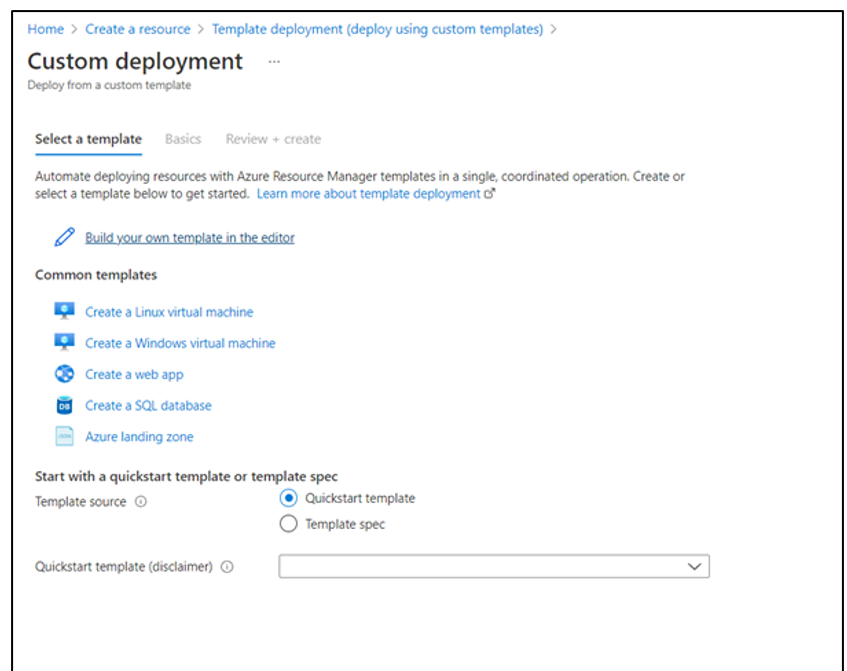 Home > Create a resource > Template deployment (deploy using custom templates) >
Custom deployment ...
Deploy from a custom template
Select a template Basics Review + create
Automate deploying resources with Azure Resource Manager templates in a single, coordinated operation. Create or
select a template below to get started. Learn more about template deployment
Build your own template in the editor
Common templates
Create a Linux virtual machine
Create a Windows virtual machine
Create a web app
DB Create a SQL database
JSON Azure landing zone
Start with a quickstart template or template spec
Template source Quickstart template
Template spec
Quickstart template (disclaimer)